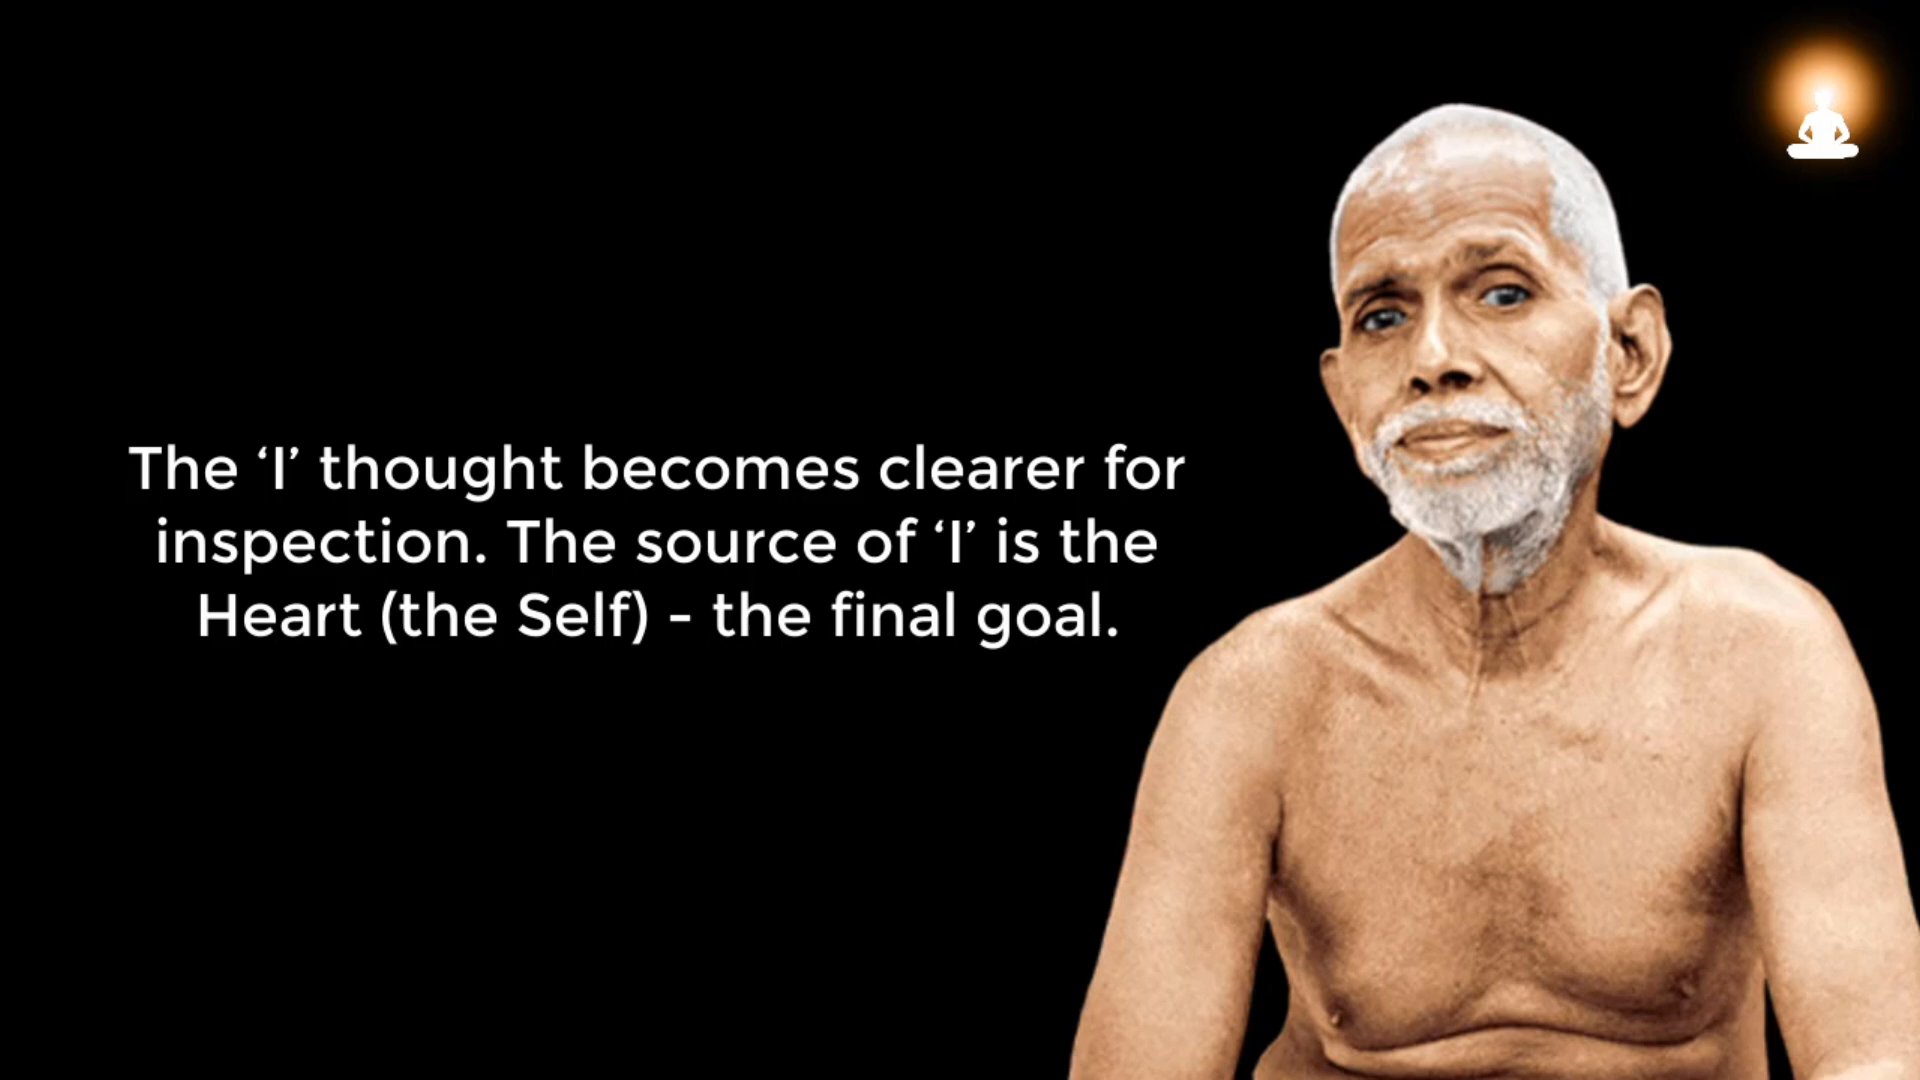 The ‘I’ thought becomes clearer for
inspection. The source of ‘I’ is the
Heart (the Self) - the final goal.